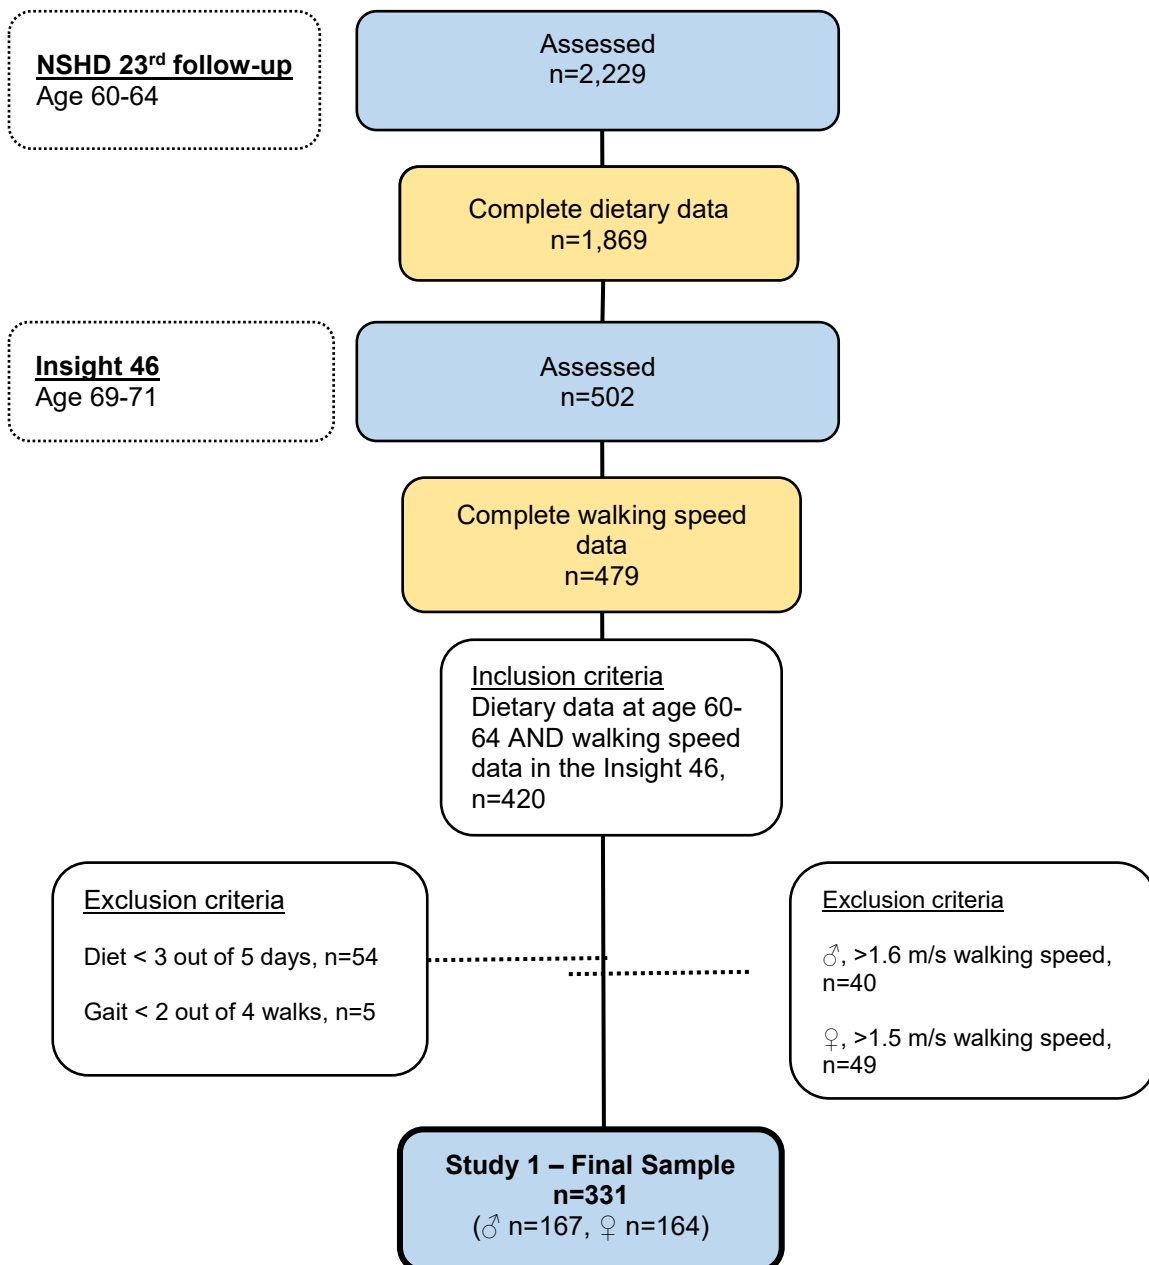 NSHD 23rd follow-up
Age 60-64
Assessed
n=2,229
Complete dietary data
n=1,869
Insight 46
Age 69-71
Assessed
n=502
Complete walking speed
data
n=479
Inclusion criteria
Dietary data at age 60-
64 AND walking speed
data in the Insight 46,
n=420
Exclusion criteria
Diet < 3 out of 5 days, n=54
Gait < 2 out of 4 walks, n=5
Exclusion criteria
♂, >1.6 m/s walking speed,
n=40
♀, >1.5 m/s walking speed,
n=49
Study 1 – Final Sample
n=331
(♂ n=167, ♀ n=164)